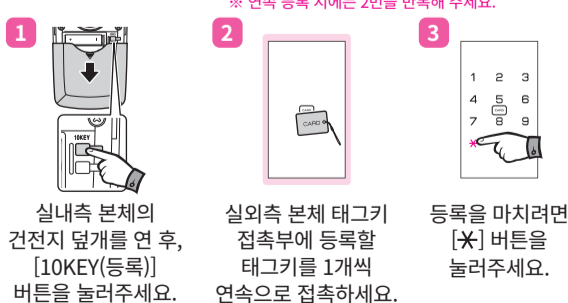 ※ 연속 등록 시에는 2번을 반복해 주세요.
1
2
3
10KEY
CARD
CARD
1 2 3
4 5 6
CARD
7 8 9
*
실내측 본체의
건전지 덮개를 연 후,
[10KEY(등록)]
버튼을 눌러주세요.
실외측 본체 태그키
접촉부에 등록할
태그키를 1개씩
연속으로 접촉하세요.
등록을 마치려면
[*] 버튼을
눌러주세요.